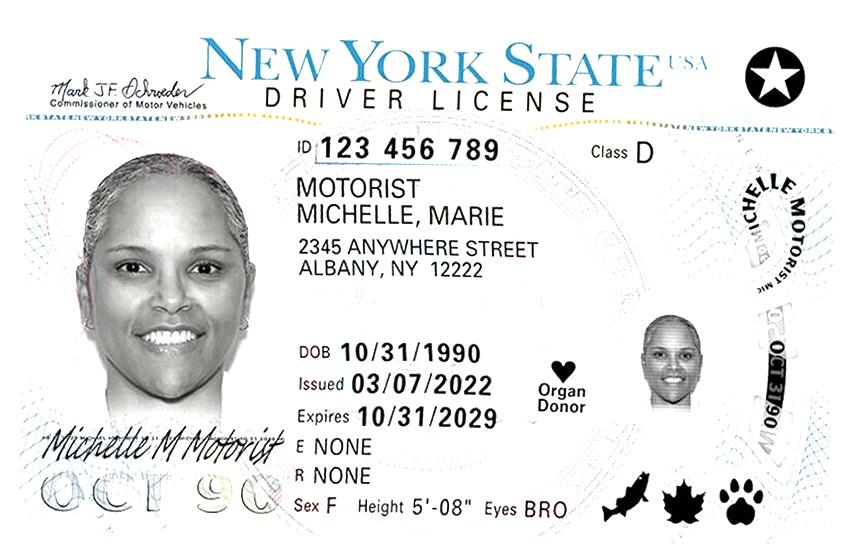 NEW YORK STATE USA
DRIVER LICENSE
Mark J.F. Schroeder
Commissioner of Motor Vehicles
ID 123 456 789 Class D
MOTORIST
MICHELLE, MARIE
2345 ANYWHERE STREET
ALBANY, NY 12222
DOB 10/31/1990
Issued 03/07/2022
Expires 10/31/2029
E NONE
R NONE
Sex F Height 5'-08" Eyes BRO
Organ
Donor
Michelle M Motorist
OCT 90
MICHELLE MOTORIST MIC
OCT 31/90